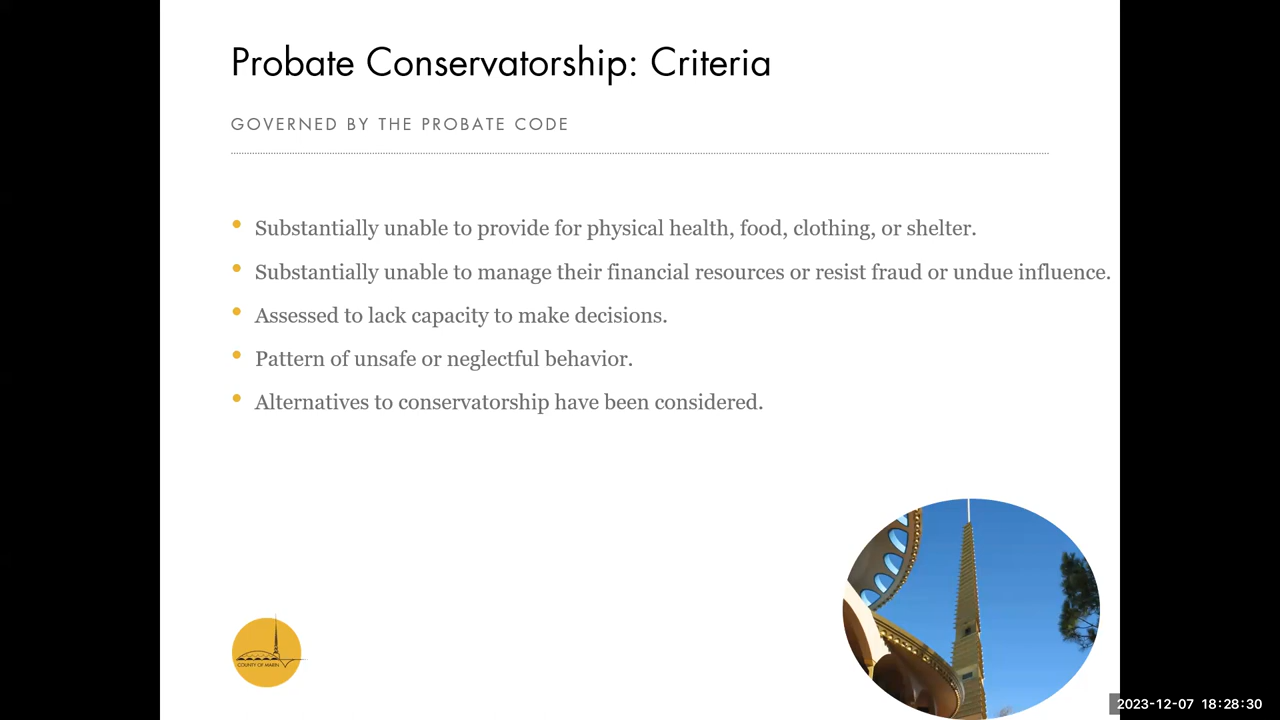 Probate Conservatorship: Criteria
GOVERNED BY THE PROBATE CODE
Substantially unable to provide for physical health, food, clothing, or shelter.
Substantially unable to manage their financial resources or resist fraud or undue influence.
Assessed to lack capacity to make decisions.
Pattern of unsafe or neglectful behavior.
Alternatives to conservatorship have been considered.
COUNTY OF MARIN
2023-12-07 18:28:30